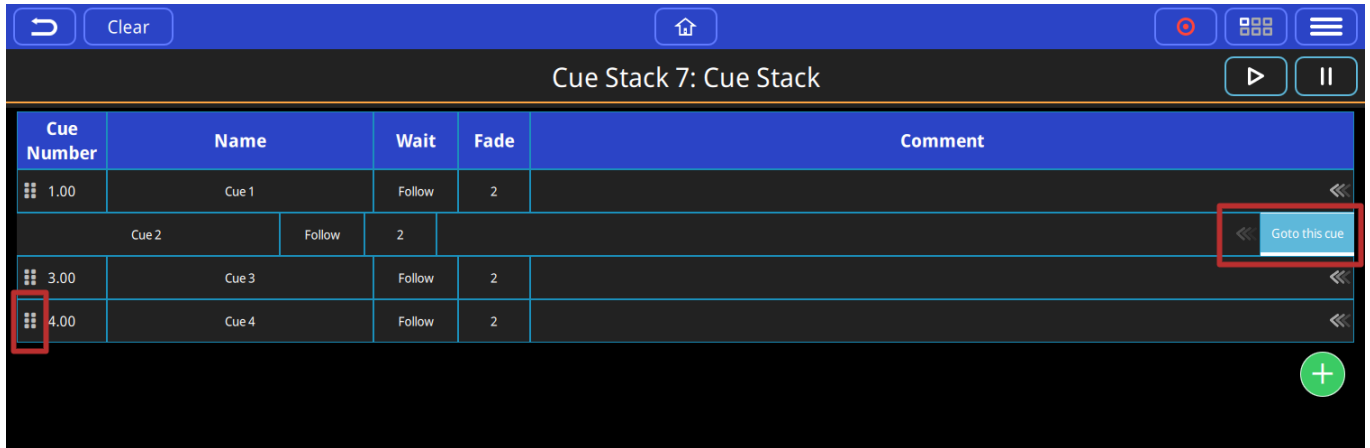 Clear
Cue Stack 7: Cue Stack
Cue Number Name Wait Fade Comment
1.00 Cue 1 Follow 2
Cue 2 Follow 2 Goto this cue
3.00 Cue 3 Follow 2
4.00 Cue 4 Follow 2